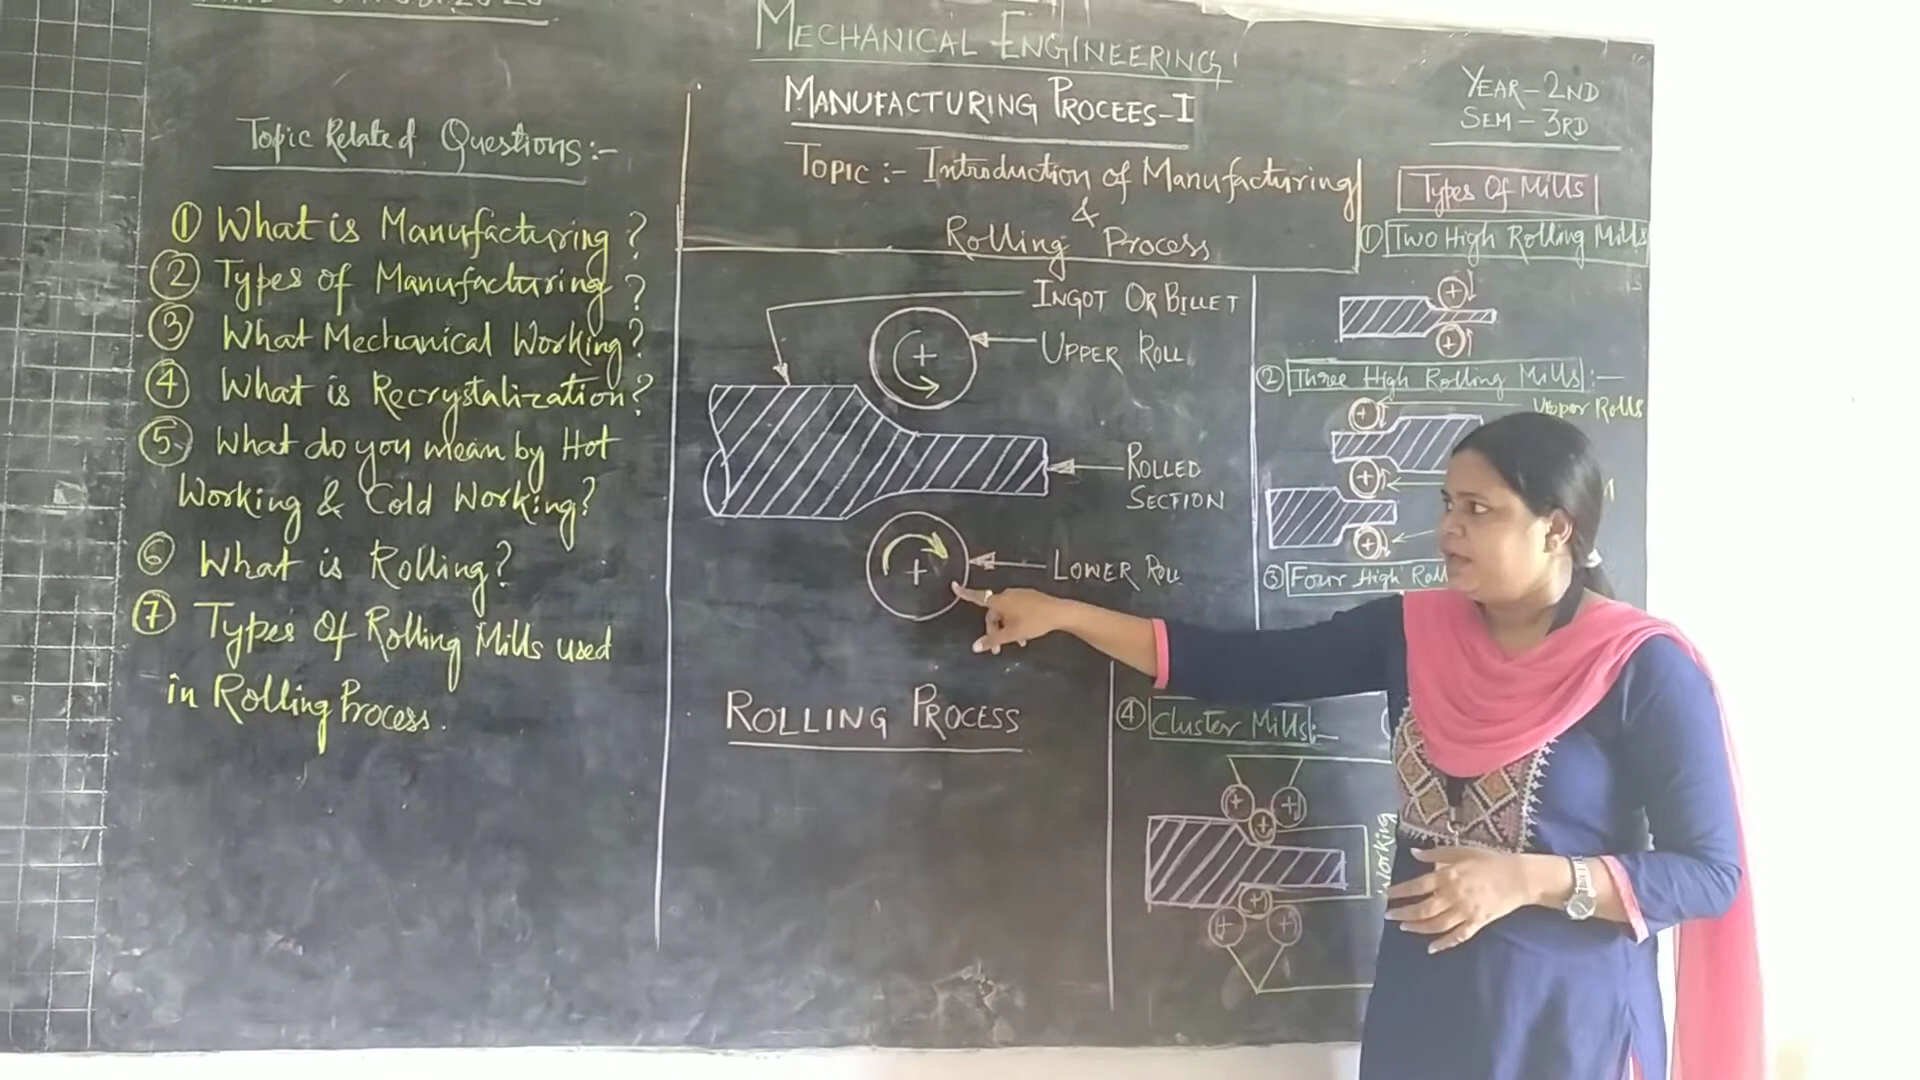 MECHANICAL ENGINEERING
MANUFACTURING PROCEES-I
YEAR - 2ND
SEM - 3RD
Topic Related Questions:-
① What is Manufacturing?
② Types of Manufacturing?
③ What Mechanical Working?
④ What is Recrystalization?
⑤ What do you mean by Hot
Working & Cold Working?
⑥ What is Rolling?
⑦ Types Of Rolling Mills used
in Rolling Process.
TOPIC :- Introduction of Manufacturing
&
Rolling Process
INGOT OR BILLET
UPPER ROLL
ROLLED
SECTION
LOWER ROLL
ROLLING PROCESS
Types Of Mills
① Two High Rolling Mills
② Three High Rolling Mills :-
Upper Rolls
③ Four High Roll
④ Cluster Mills:-
Working